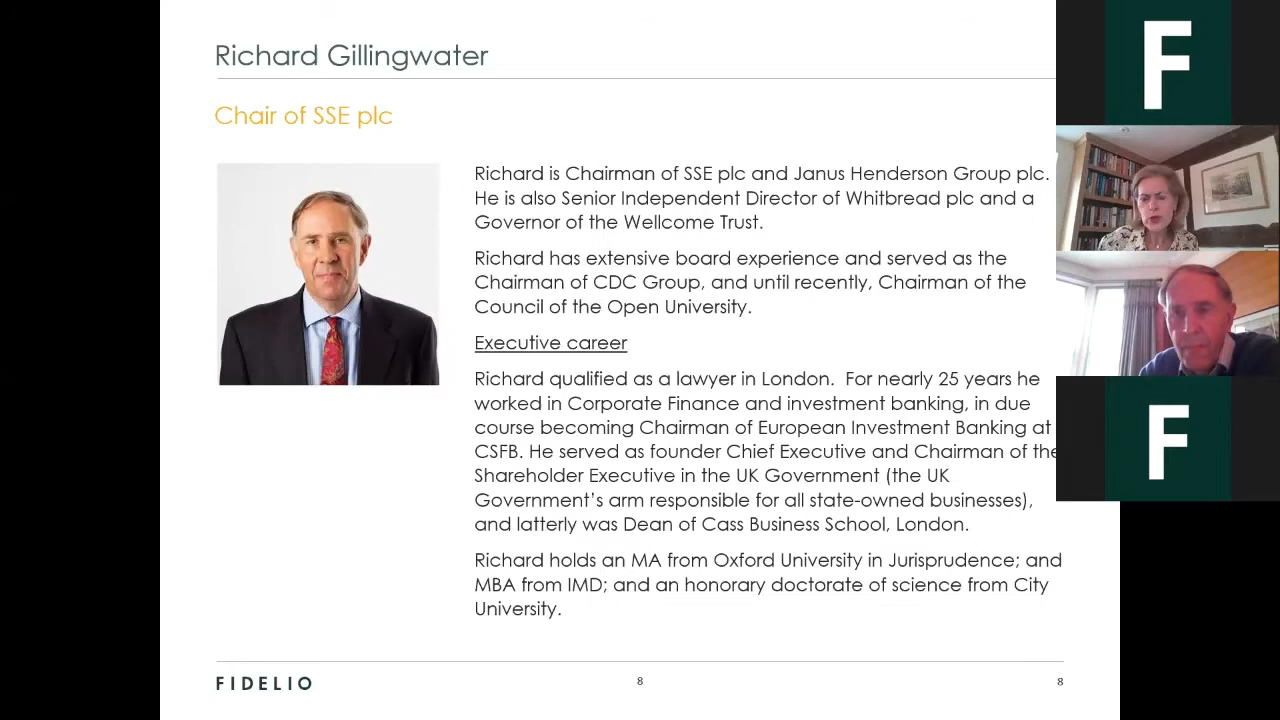 Richard Gillingwater
Chair of SSE plc
Richard is Chairman of SSE plc and Janus Henderson Group plc.
He is also Senior Independent Director of Whitbread plc and a
Governor of the Wellcome Trust.
Richard has extensive board experience and served as the
Chairman of CDC Group, and until recently, Chairman of the
Council of the Open University.
Executive career
Richard qualified as a lawyer in London.  For nearly 25 years he
worked in Corporate Finance and investment banking, in due
course becoming Chairman of European Investment Banking at
CSFB. He served as founder Chief Executive and Chairman of the
Shareholder Executive in the UK Government (the UK
Government’s arm responsible for all state-owned businesses),
and latterly was Dean of Cass Business School, London.
Richard holds an MA from Oxford University in Jurisprudence; and
MBA from IMD; and an honorary doctorate of science from City
University.
FIDELIO
8
8
F
F